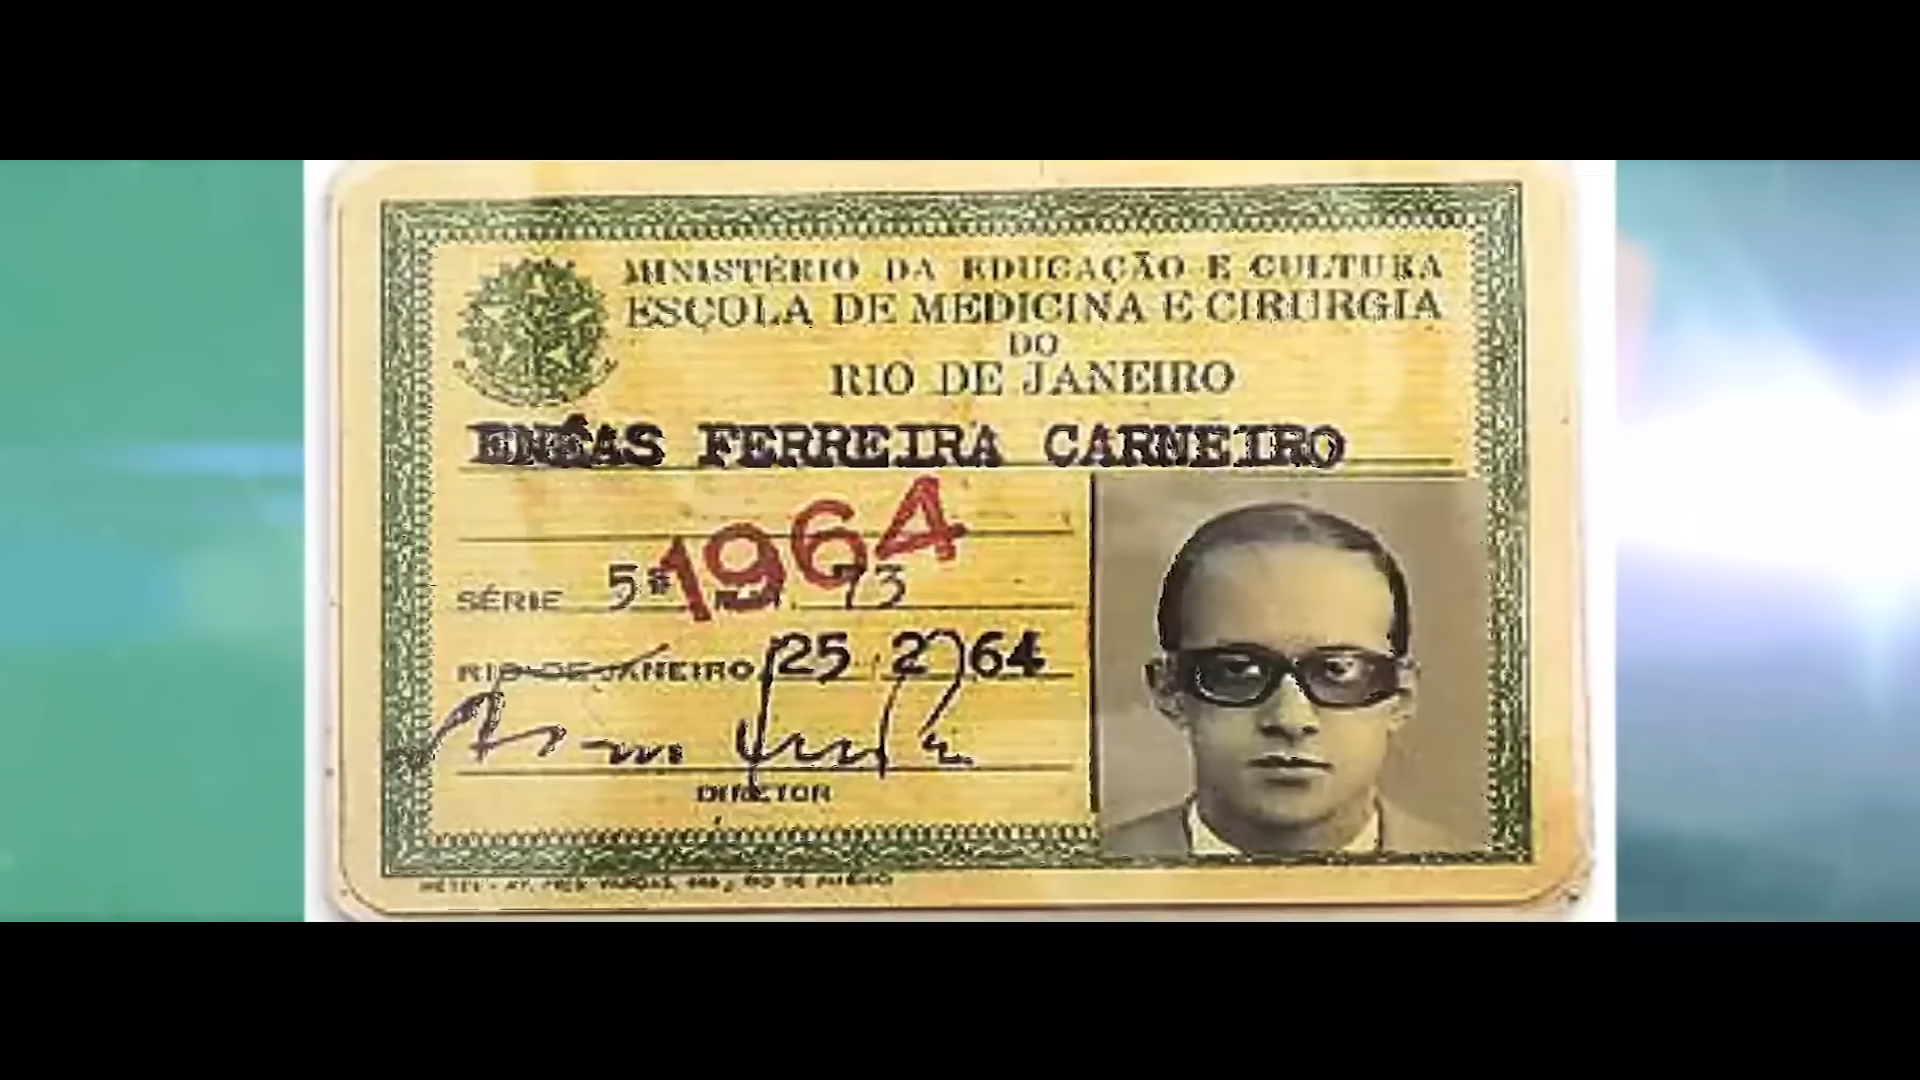 MINISTÉRIO DA EDUCAÇÃO E CULTURA
ESCOLA DE MEDICINA E CIRURGIA
DO
RIO DE JANEIRO
ENÉAS FERREIRA CARNEIRO
1964
SÉRIE 5ª 73
RIO DE JANEIRO, 25 2 64
DIRETOR